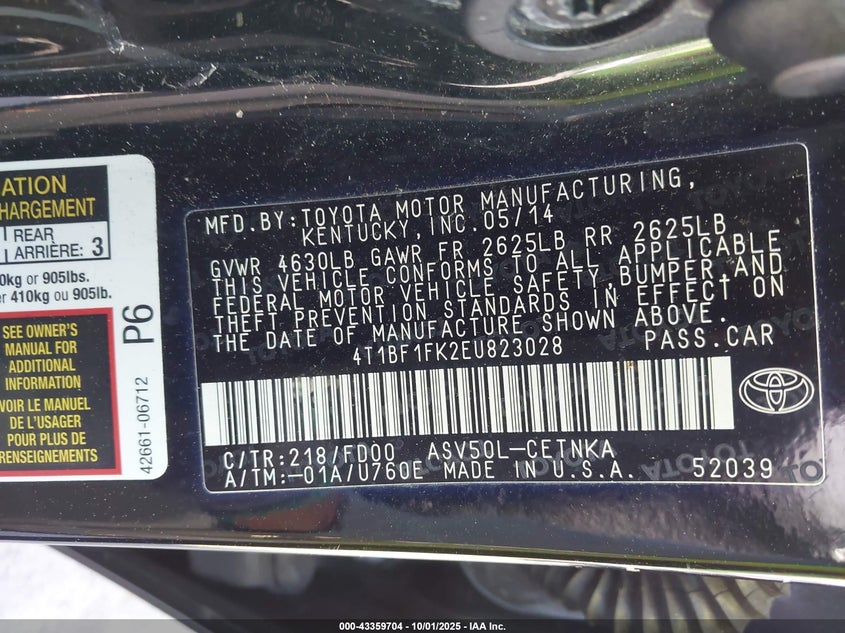 ATION
HARGEMENT
REAR
ARRIÈRE: 3
0kg or 905lbs.
r 410kg ou 905lb.
SEE OWNER'S
MANUAL FOR
ADDITIONAL
INFORMATION
VOIR LE MANUEL
DE L'USAGER
POUR PLUS DE
RENSEIGNEMENTS
P6
42661-06712
MFD.BY:TOYOTA MOTOR MANUFACTURING,
KENTUCKY,INC.05/14
GVWR 4630LB GAWR FR 2625LB RR 2625LB
THIS VEHICLE CONFORMS TO ALL APPLICABLE
FEDERAL MOTOR VEHICLE SAFETY,BUMPER,AND
THEFT PREVENTION STANDARDS IN EFFECT ON
THE DATE OF MANUFACTURE SHOWN ABOVE.
4T1BF1FK2EU823028 PASS.CAR
C/TR:218/FD00 ASV50L-CETNKA
A/TM:-01A/U760E MADE IN U.S.A. 52039
000-43359704 - 10/01/2025 - IAA Inc.